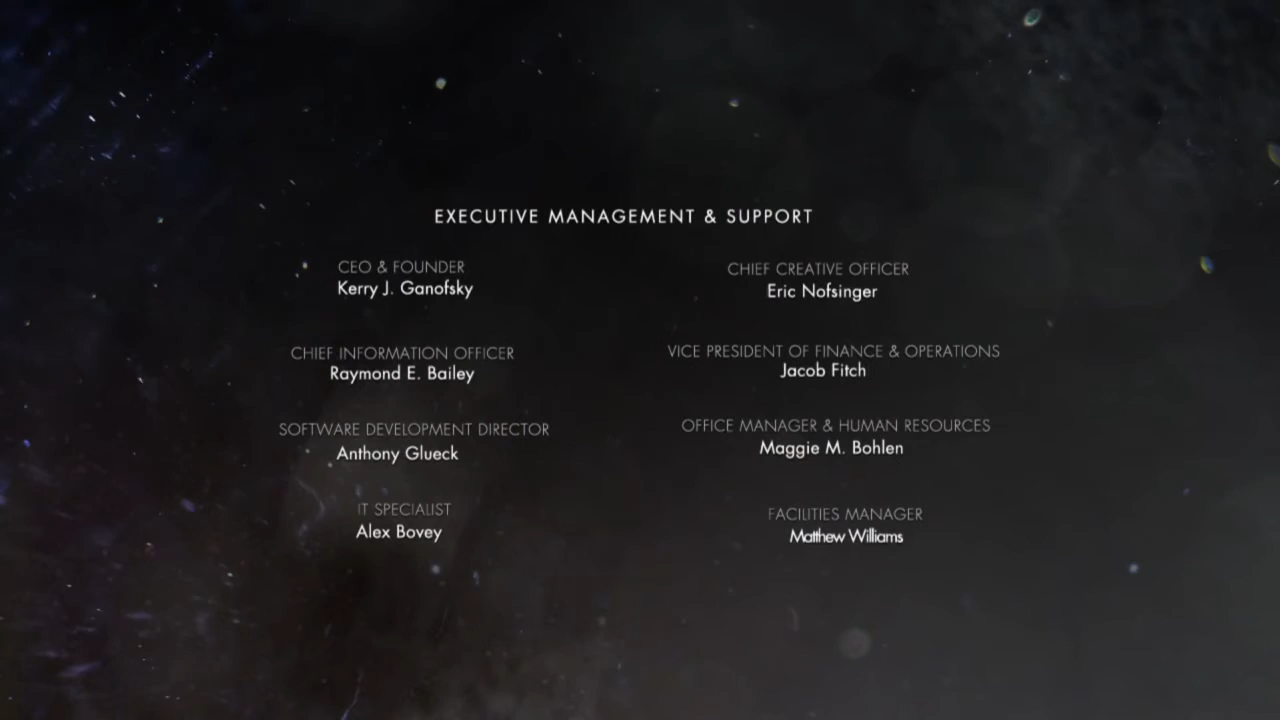 EXECUTIVE MANAGEMENT & SUPPORT
CEO & FOUNDER
Kerry J. Ganofsky
CHIEF CREATIVE OFFICER
Eric Nofsinger
CHIEF INFORMATION OFFICER
Raymond E. Bailey
VICE PRESIDENT OF FINANCE & OPERATIONS
Jacob Fitch
SOFTWARE DEVELOPMENT DIRECTOR
Anthony Glueck
OFFICE MANAGER & HUMAN RESOURCES
Maggie M. Bohlen
IT SPECIALIST
Alex Bovey
FACILITIES MANAGER
Matthew Williams